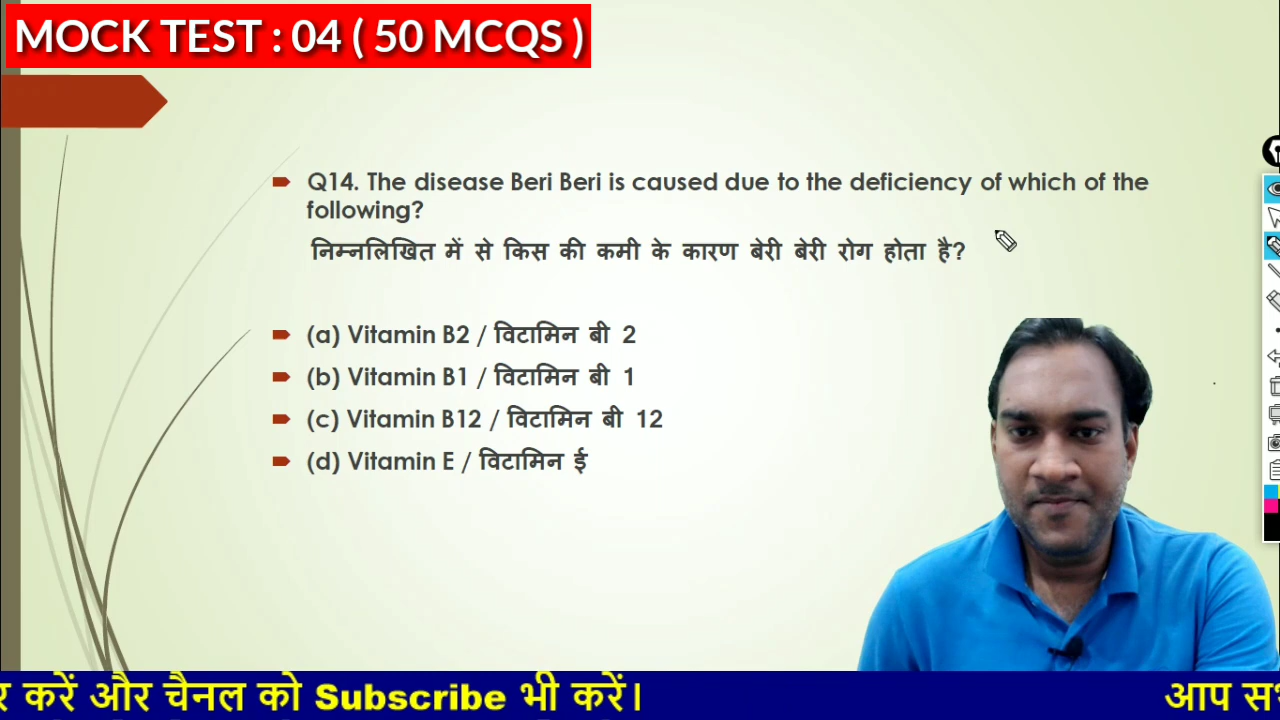 MOCK TEST : 04 ( 50 MCQS )
Q14. The disease Beri Beri is caused due to the deficiency of which of the
following?
निम्नलिखित में से किस की कमी के कारण बेरी बेरी रोग होता है?
(a) Vitamin B2 / विटामिन बी 2
(b) Vitamin B1 / विटामिन बी 1
(c) Vitamin B12 / विटामिन बी 12
(d) Vitamin E / विटामिन ई
करें और चैनल को Subscribe भी करें। आप